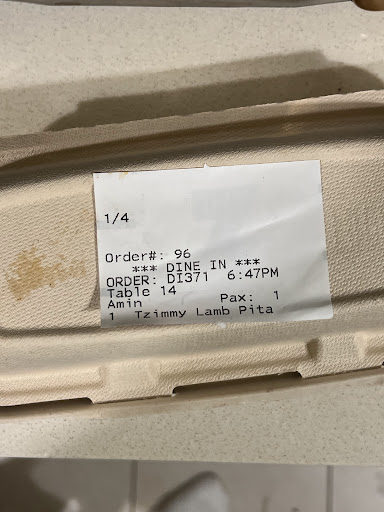 1/4
Order#: 96
*** DINE IN ***
ORDER: DI371 6:47PM
Table 14
Amin Pax: 1
1 Tzimmy Lamb Pita